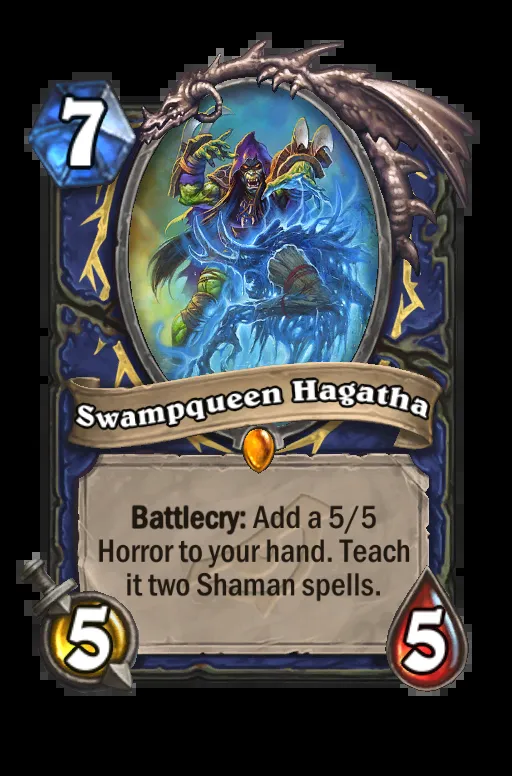 7
Swampqueen Hagatha
Battlecry: Add a 5/5
Horror to your hand. Teach
it two Shaman spells.
5
5